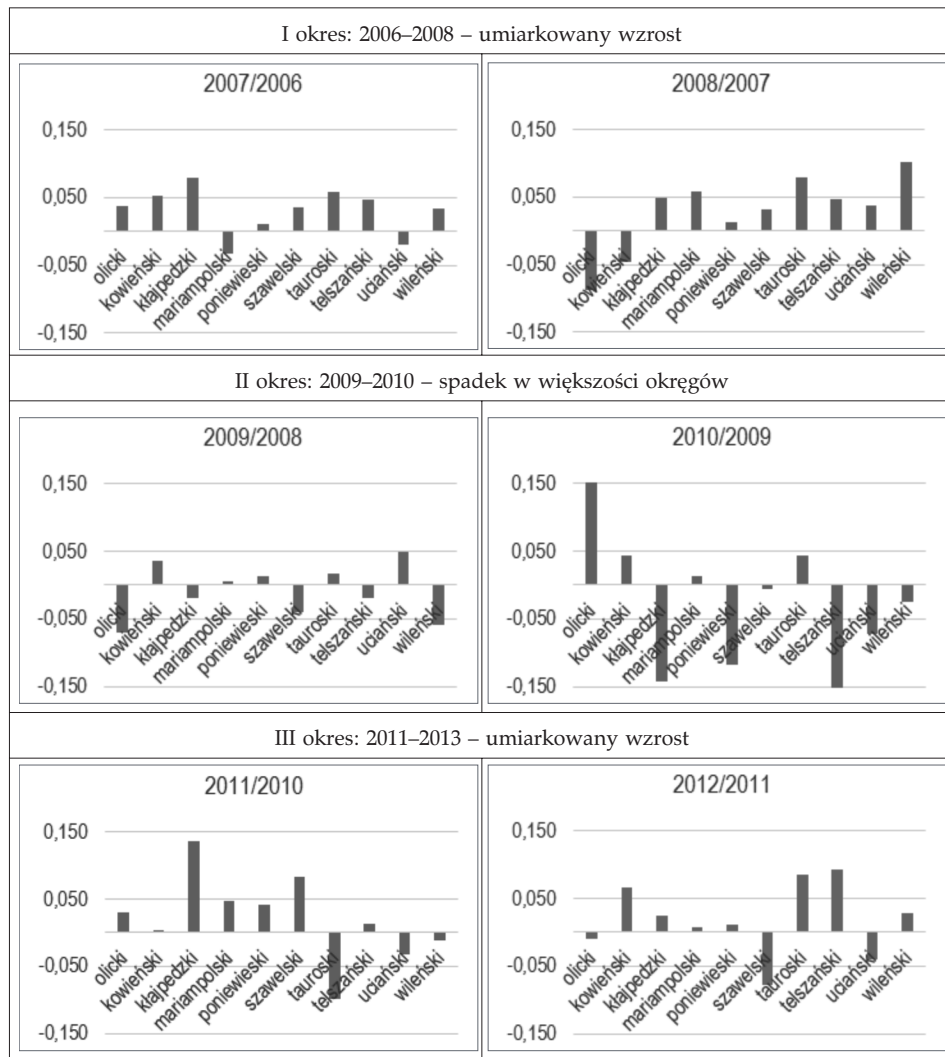 I okres: 2006–2008 – umiarkowany wzrost
2007/2006
0,150
0,050
-0,050
-0,150
olicki
kowieński
kłajpedzki
mariampolski
poniewieski
szawelski
tauroski
telszański
uciański
wileński
2008/2007
0,150
0,050
-0,050
-0,150
olicki
kowieński
kłajpedzki
mariampolski
poniewieski
szawelski
tauroski
telszański
uciański
wileński
II okres: 2009–2010 – spadek w większości okręgów
2009/2008
0,150
0,050
-0,050
-0,150
olicki
kowieński
kłajpedzki
mariampolski
poniewieski
szawelski
tauroski
telszański
uciański
wileński
2010/2009
0,150
0,050
-0,050
-0,150
olicki
kowieński
kłajpedzki
mariampolski
poniewieski
szawelski
tauroski
telszański
uciański
wileński
III okres: 2011–2013 – umiarkowany wzrost
2011/2010
0,150
0,050
-0,050
-0,150
olicki
kowieński
kłajpedzki
mariampolski
poniewieski
szawelski
tauroski
telszański
uciański
wileński
2012/2011
0,150
0,050
-0,050
-0,150
olicki
kowieński
kłajpedzki
mariampolski
poniewieski
szawelski
tauroski
telszański
uciański
wileński